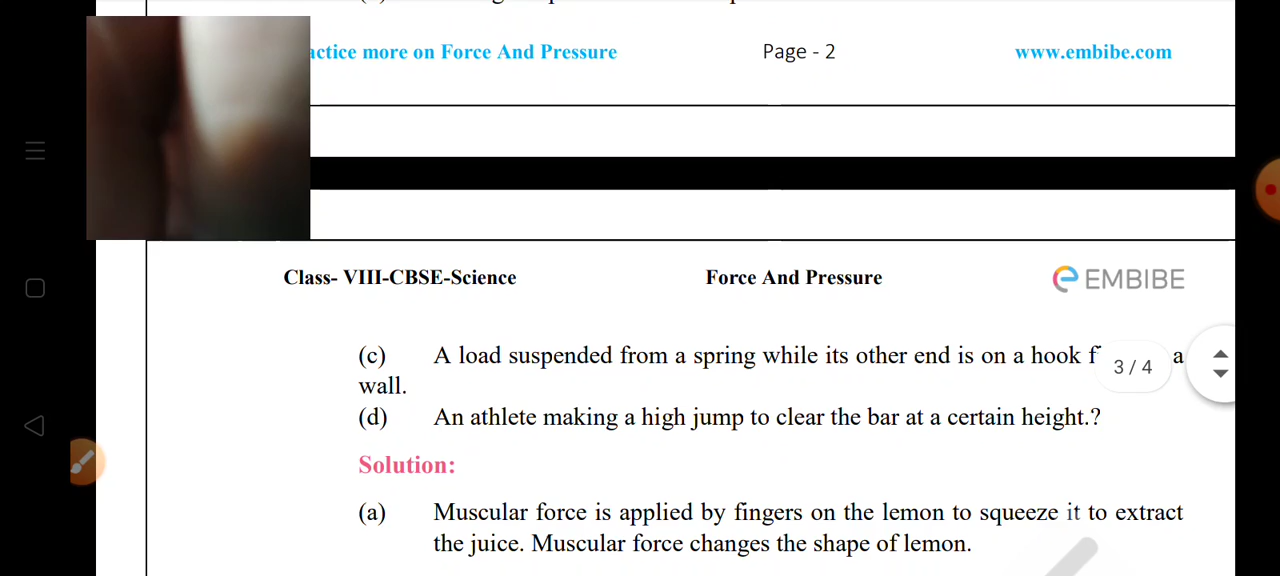 actice more on Force And Pressure Page - 2 www.embibe.com
Class- VIII-CBSE-Science Force And Pressure EMBIBE
(c) A load suspended from a spring while its other end is on a hook a
wall.
3 / 4
(d) An athlete making a high jump to clear the bar at a certain height.?
Solution:
(a) Muscular force is applied by fingers on the lemon to squeeze it to extract
the juice. Muscular force changes the shape of lemon.